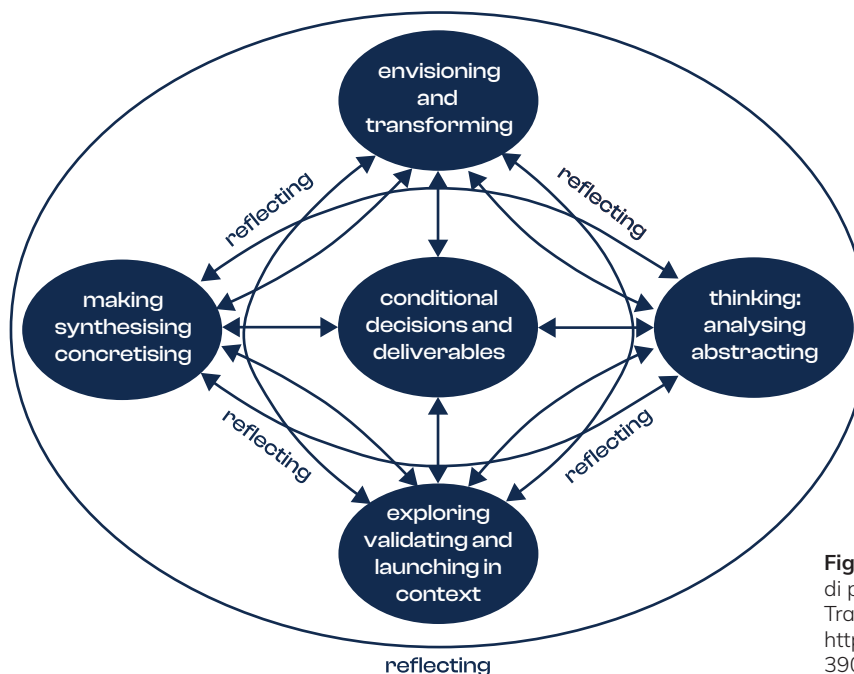 envisioning
and
transforming
reflecting
reflecting
making
synthesising
concretising
conditional
decisions and
deliverables
thinking:
analysing
abstracting
reflecting
reflecting
exploring
validating and
launching in
context
reflecting
Fig
di p
Tra
http
390